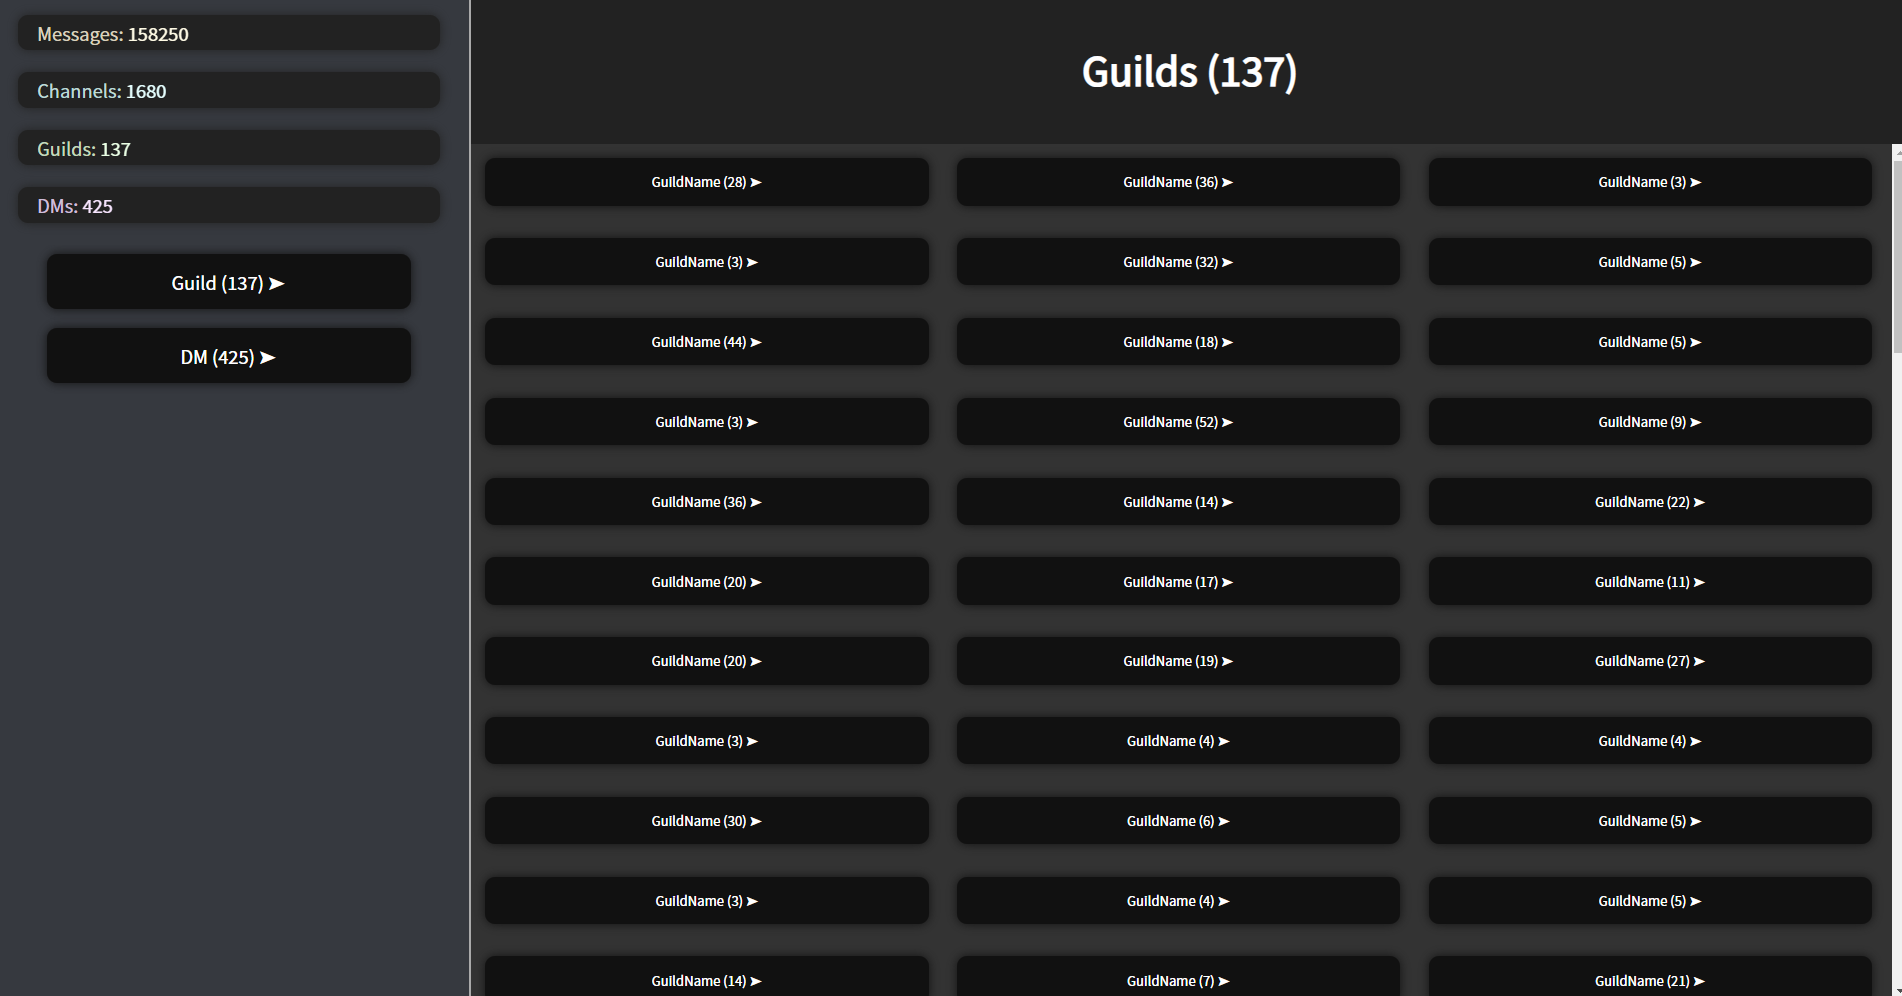 Messages: 158250
Channels: 1680
Guilds: 137
DMs: 425
Guild (137) ➤
DM (425) ➤
Guilds (137)
GuildName (28) ➤ GuildName (36) ➤ GuildName (3) ➤
GuildName (3) ➤ GuildName (32) ➤ GuildName (5) ➤
GuildName (44) ➤ GuildName (18) ➤ GuildName (5) ➤
GuildName (3) ➤ GuildName (52) ➤ GuildName (9) ➤
GuildName (36) ➤ GuildName (14) ➤ GuildName (22) ➤
GuildName (20) ➤ GuildName (17) ➤ GuildName (11) ➤
GuildName (20) ➤ GuildName (19) ➤ GuildName (27) ➤
GuildName (3) ➤ GuildName (4) ➤ GuildName (4) ➤
GuildName (30) ➤ GuildName (6) ➤ GuildName (5) ➤
GuildName (3) ➤ GuildName (4) ➤ GuildName (5) ➤
GuildName (14) ➤ GuildName (7) ➤ GuildName (21) ➤